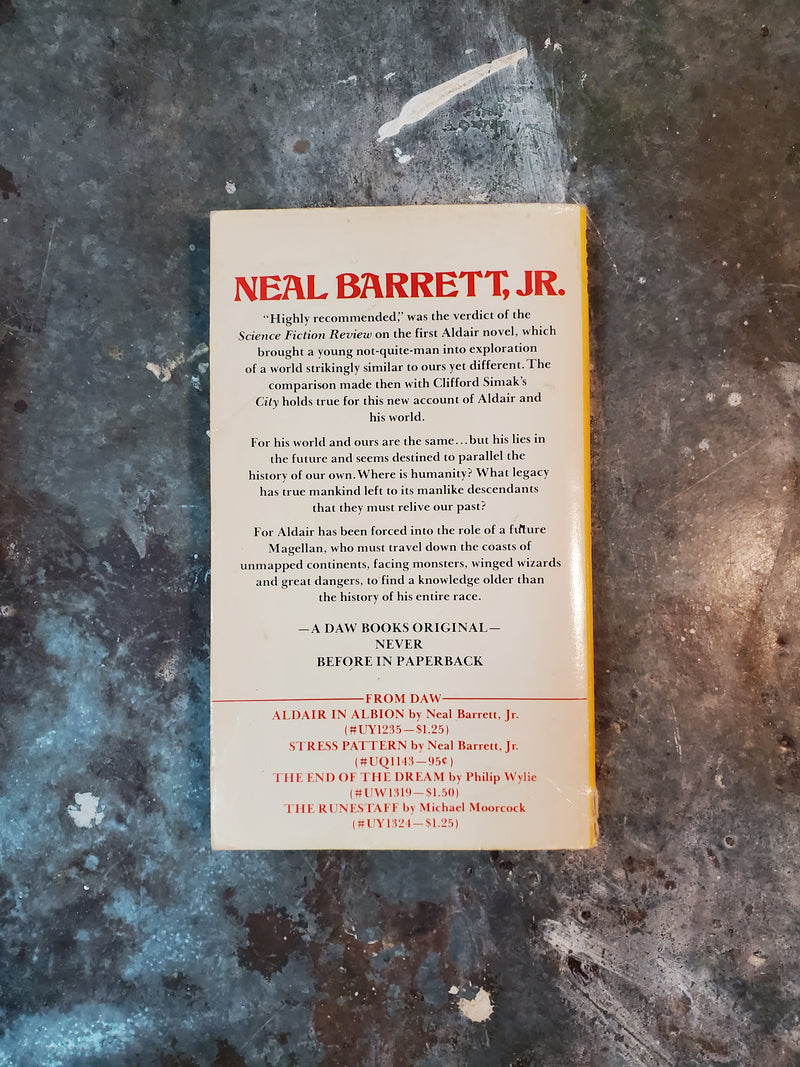 NEAL BARRETT, JR.
“Highly recommended,” was the verdict of the
Science Fiction Review on the first Aldair novel, which
brought a young not-quite-man into exploration
of a world strikingly similar to ours yet different. The
comparison made then with Clifford Simak’s
City holds true for this new account of Aldair and
his world.
For his world and ours are the same...but his lies in
the future and seems destined to parallel the
history of our own. Where is humanity? What legacy
has true mankind left to its manlike descendants
that they must relive our past?
For Aldair has been forced into the role of a future
Magellan, who must travel down the coasts of
unmapped continents, facing monsters, winged wizards
and great dangers, to find a knowledge older than
the history of his entire race.
—A DAW BOOKS ORIGINAL—
NEVER
BEFORE IN PAPERBACK
FROM DAW
ALDAIR IN ALBION by Neal Barrett, Jr.
(#UY1235—$1.25)
STRESS PATTERN by Neal Barrett, Jr.
(#UQ1143—95¢)
THE END OF THE DREAM by Philip Wylie
(#UW1319—$1.50)
THE RUNESTAFF by Michael Moorcock
(#UY1324—$1.25)